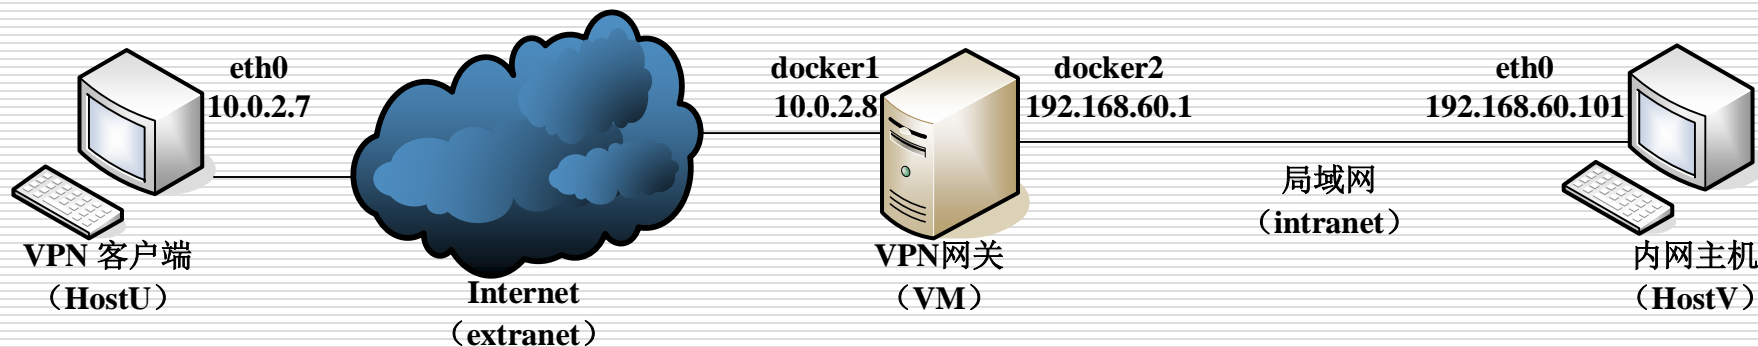 eth0
10.0.2.7
VPN 客户端
（HostU）
Internet
（extranet）
docker1
10.0.2.8
docker2
192.168.60.1
VPN网关
（VM）
局域网
（intranet）
eth0
192.168.60.101
内网主机
（HostV）